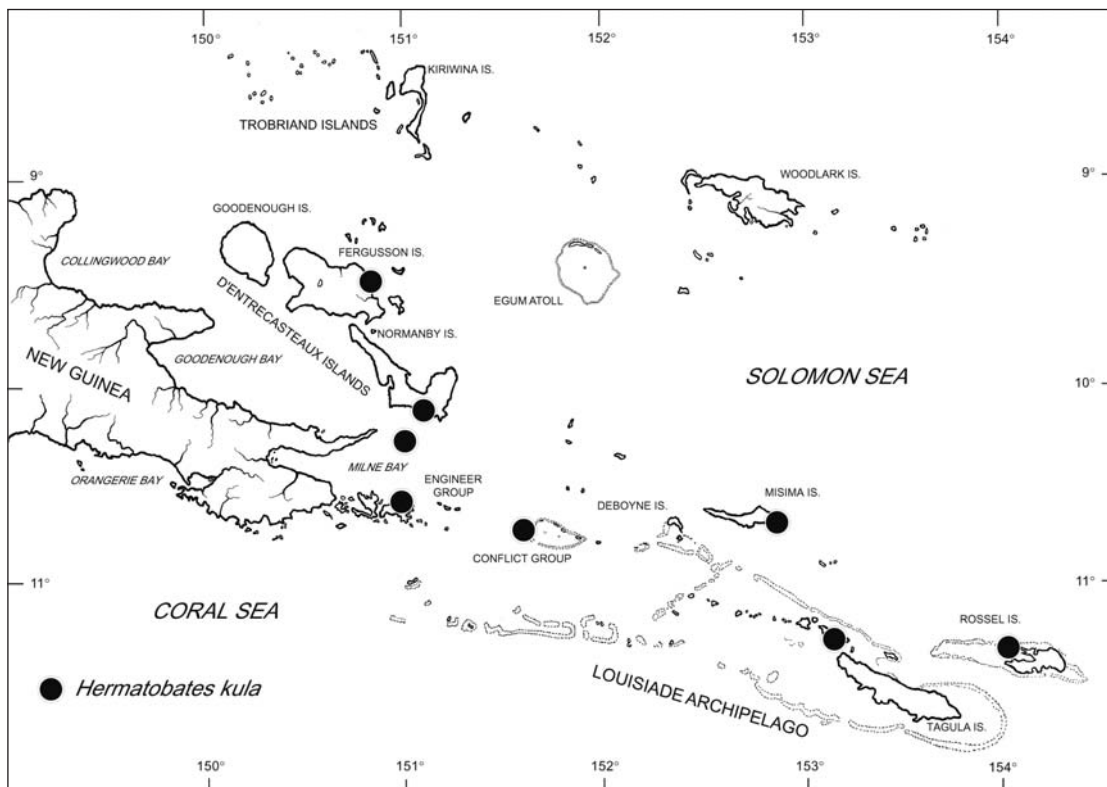 150° 151° 152° 153° 154°
KIRIWINA IS.
TROBRIAND ISLANDS
9° WOODLARK IS. 9°
GOODENOUGH IS.
FERGUSSON IS.
COLLINGWOOD BAY
EGUM ATOLL
D'ENTRECASTEAUX ISLANDS
NORMANBY IS.
GOODENOUGH BAY
NEW GUINEA
SOLOMON SEA
10°
MILNE BAY
ORANGERIE BAY
ENGINEER
GROUP
DEBOYNE IS.
MISIMA IS.
CONFLICT GROUP
11° 11°
CORAL SEA
ROSSEL IS.
LOUISIADE ARCHIPELAGO
Hermatobates kula
TAGULA IS.
150° 151° 152° 153° 154°